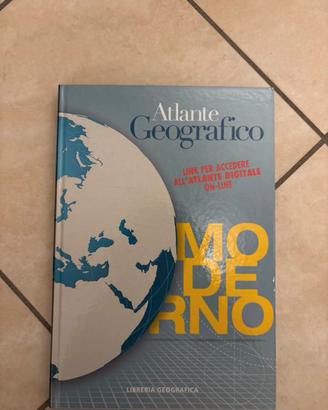 Atlante
Geografico
LINK PER ACCEDERE
ALL'ATLANTE DIGITALE
ON-LINE
MO
DE
RNO
LIBRERIA GEOGRAFICA